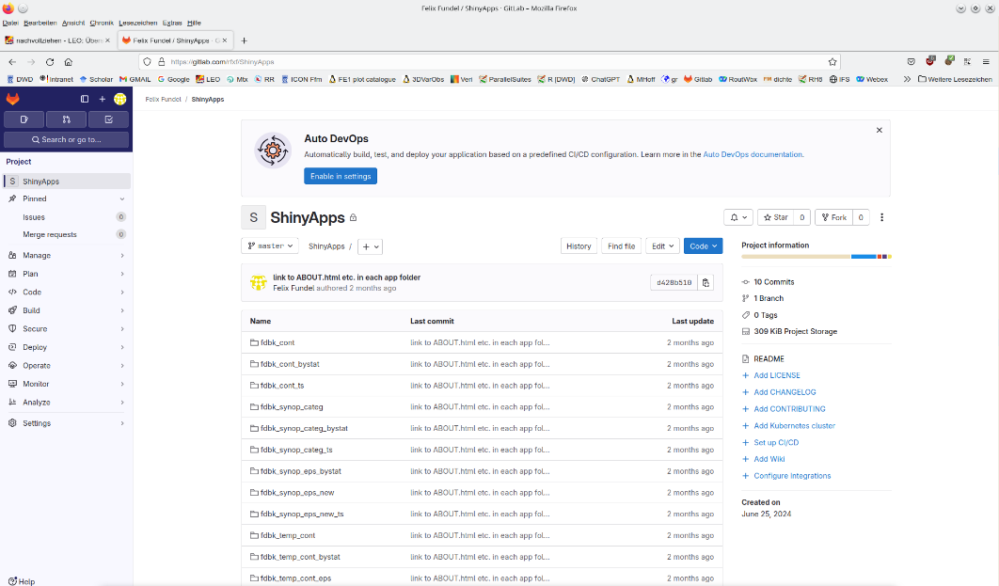 Felix Fundel / ShinyApps · GitLab – Mozilla Firefox
Datei Bearbeiten Ansicht Chronik Lesezeichen Extras Hilfe
nachvollziehen - LEO: Über
Felix Fundel / ShinyApps · G
https://gitlab.com/rfxf/ShinyApps
DWD Intranet Scholar GMAIL Google LEO Mtx RR ICON Ffm FE1 plot catalogue 3DVarObs Veri ParallelSuites R [DWD] ChatGPT MHoff gr Gitlab RoutWox dichte RH8 IFS Webex Weitere Lesezeichen
Felix Fundel / ShinyApps
Search or go to...
Project
S ShinyApps
Pinned
Issues 0
Merge requests 0
Manage
Plan
Code
Build
Secure
Deploy
Operate
Monitor
Analyze
Settings
Help
Auto DevOps
Automatically build, test, and deploy your application based on a predefined CI/CD configuration. Learn more in the Auto DevOps documentation.
Enable in settings
S ShinyApps
Star 0 Fork 0
master ShinyApps / +
History Find file Edit Code
link to ABOUT.html etc. in each app folder
Felix Fundel authored 2 months ago
d428b510
Name Last commit Last update
fdbk_cont link to ABOUT.html etc. in each app fol... 2 months ago
fdbk_cont_bystat link to ABOUT.html etc. in each app fol... 2 months ago
fdbk_cont_ts link to ABOUT.html etc. in each app fol... 2 months ago
fdbk_synop_categ link to ABOUT.html etc. in each app fol... 2 months ago
fdbk_synop_categ_bystat link to ABOUT.html etc. in each app fol... 2 months ago
fdbk_synop_categ_ts link to ABOUT.html etc. in each app fol... 2 months ago
fdbk_synop_eps_bystat link to ABOUT.html etc. in each app fol... 2 months ago
fdbk_synop_eps_new link to ABOUT.html etc. in each app fol... 2 months ago
fdbk_synop_eps_new_ts link to ABOUT.html etc. in each app fol... 2 months ago
fdbk_temp_cont link to ABOUT.html etc. in each app fol... 2 months ago
fdbk_temp_cont_bystat link to ABOUT.html etc. in each app fol... 2 months ago
fdbk_temp_cont_eps link to ABOUT.html etc. in each app fol... 2 months ago
Project information
10 Commits
1 Branch
0 Tags
309 KiB Project Storage
README
Add LICENSE
Add CHANGELOG
Add CONTRIBUTING
Add Kubernetes cluster
Set up CI/CD
Add Wiki
Configure Integrations
Created on
June 25, 2024